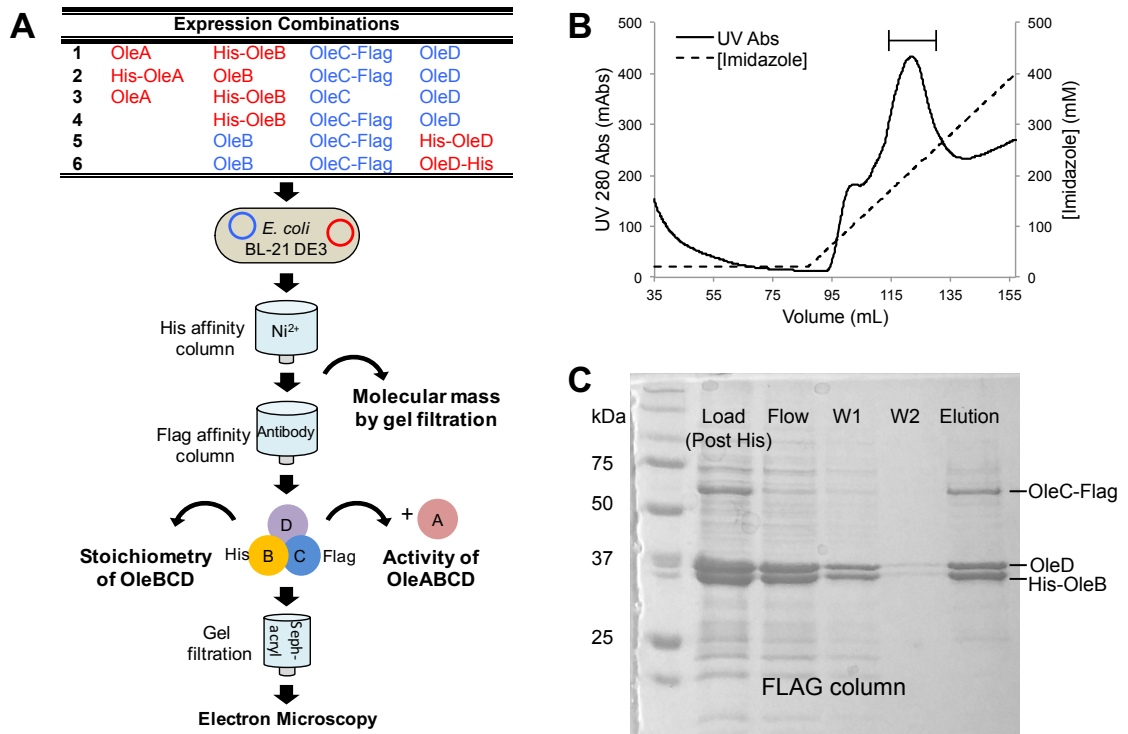 A
Expression Combinations
1 OleA His-OleB OleC-Flag OleD
2 His-OleA OleB OleC-Flag OleD
3 OleA His-OleB OleC OleD
4 His-OleB OleC-Flag OleD
5 OleB OleC-Flag His-OleD
6 OleB OleC-Flag OleD-His
E. coli
BL-21 DE3
His affinity
column
Ni2+
Molecular mass
by gel filtration
Flag affinity
column
Antibody
Stoichiometry
of OleBCD
His
D
B
C
Flag
+
A
Activity of
OleABCD
Gel
filtration
Seph-
acryl
Electron Microscopy
B
UV Abs
[Imidazole]
UV 280 Abs (mAbs)
500
400
300
200
100
0
35 55 75 95 115 135 155
Volume (mL)
500
400
300
200
100
0
[Imidazole] (mM)
C
kDa
75
50
37
25
Load Flow W1 W2 Elution
(Post His)
OleC-Flag
OleD
His-OleB
FLAG column